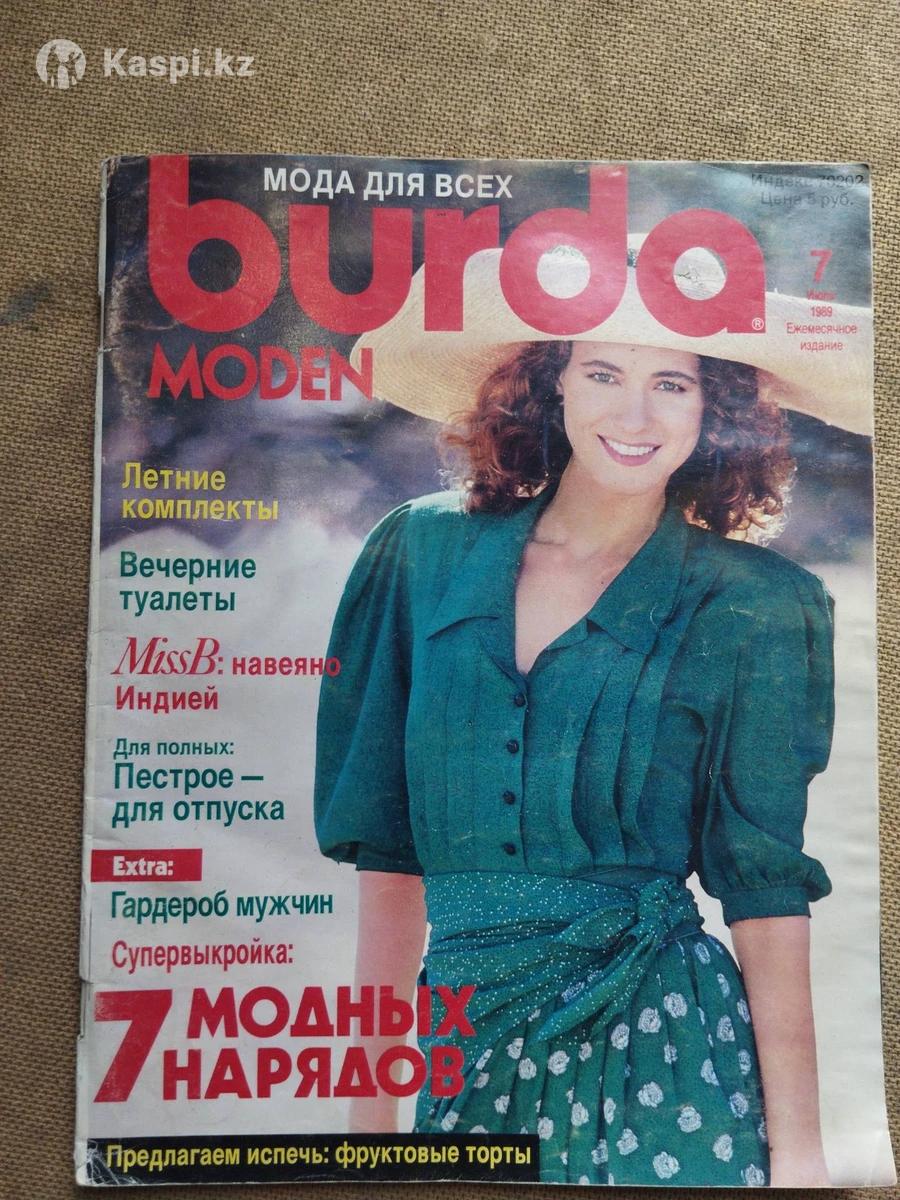 Kaspi.kz
МОДА ДЛЯ ВСЕХ
Индекс 70202
Цена 5 руб.
burda
®
MODEN
7
Июль
1989
Ежемесячное
издание
Летние
комплекты
Вечерние
туалеты
MissB: навеяно
Индией
Для полных:
Пестрое —
для отпуска
Extra:
Гардероб мужчин
Супервыкройка:
7 МОДНЫХ
НАРЯДОВ
Предлагаем испечь: фруктовые торты